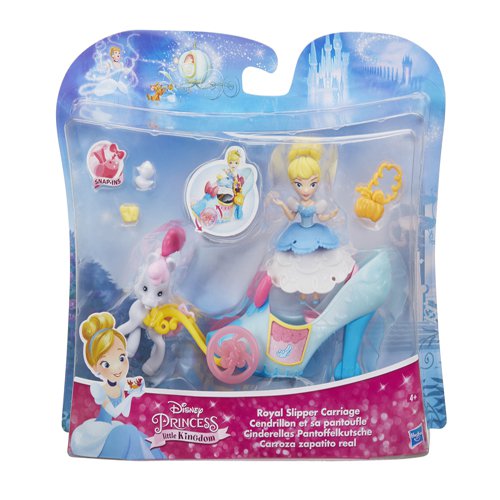 SNAP-INS
Disney
PRINCESS
little Kingdom
Royal Slipper Carriage
Cendrillon et sa pantoufle
Cinderellas Pantoffelkutsche
Carroza zapatito real
4+
Hasbro